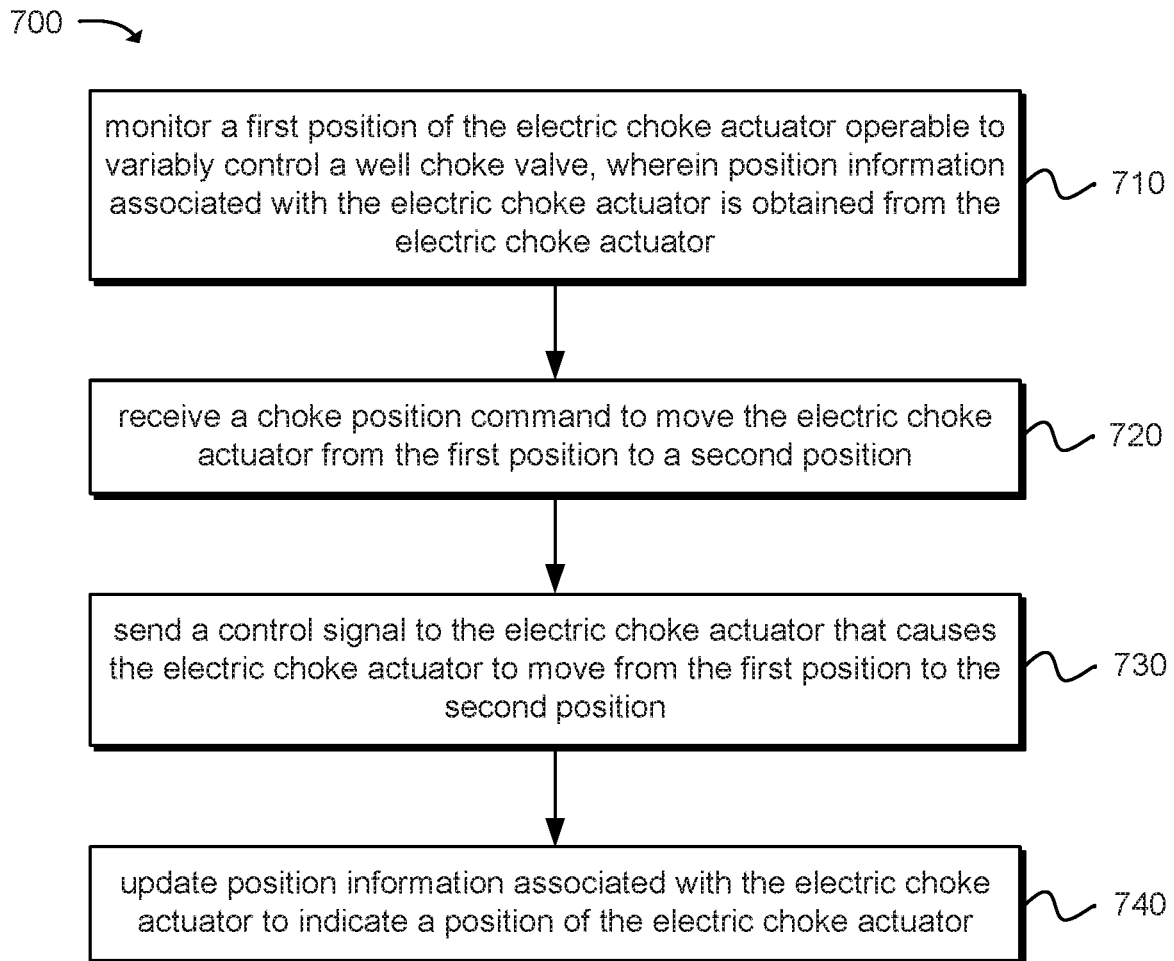 700
monitor a first position of the electric choke actuator operable to
variably control a well choke valve, wherein position information
associated with the electric choke actuator is obtained from the
electric choke actuator
710
receive a choke position command to move the electric choke
actuator from the first position to a second position
720
send a control signal to the electric choke actuator that causes
the electric choke actuator to move from the first position to the
second position
730
update position information associated with the electric choke
actuator to indicate a position of the electric choke actuator
740